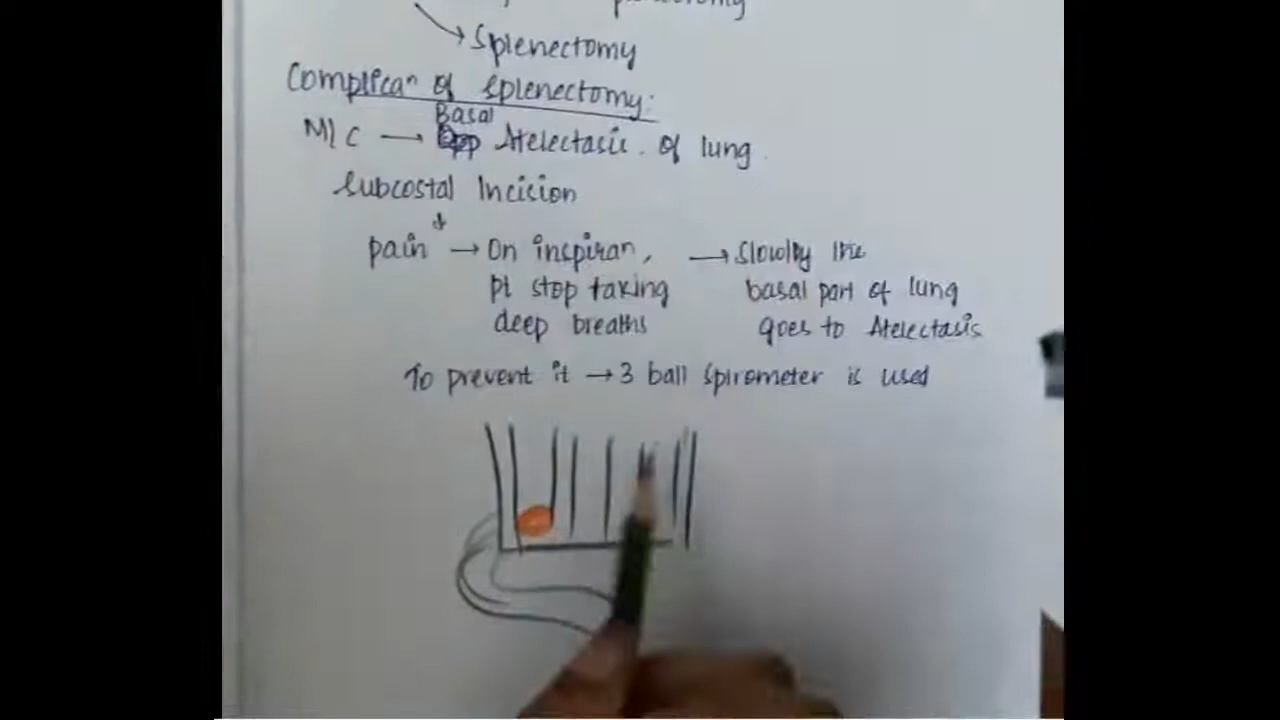 Splenectomy
Complican of Splenectomy:
M/C → Basal Atelectasis of lung
Subcostal Incision
pain → On inspiran, → Slowly the
pt stop taking basal part of lung
deep breaths goes to Atelectasis
To prevent it → 3 ball Spirometer is used